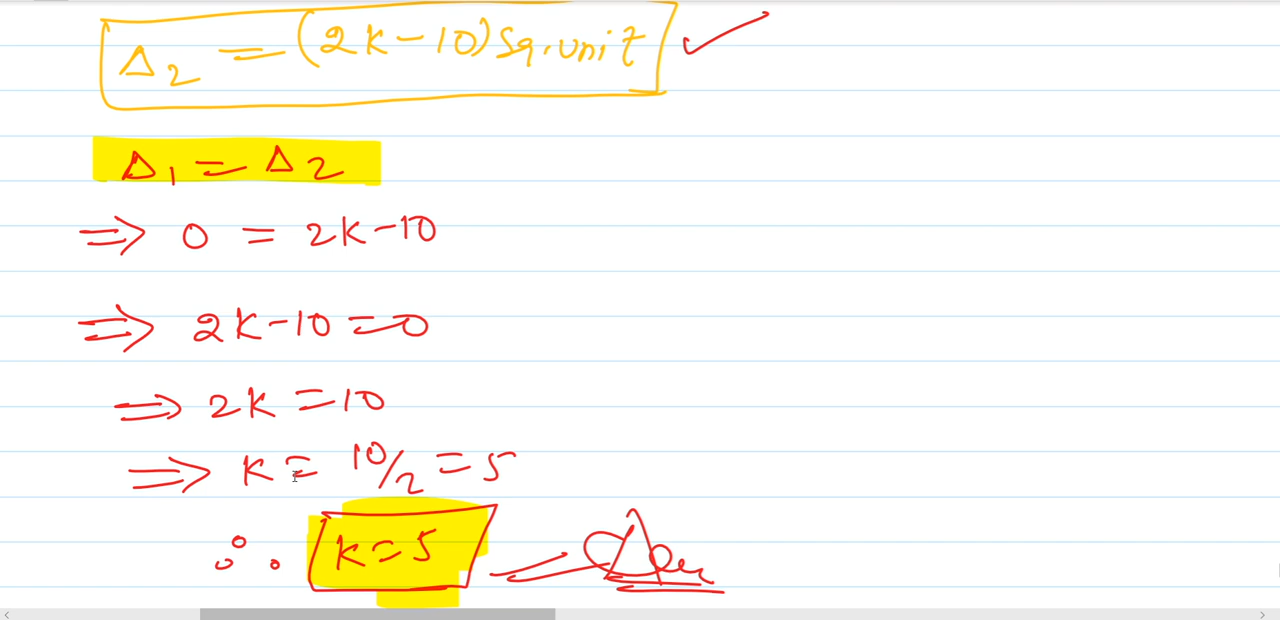 Δ₂ = (2K-10) Sq. unit
Δ₁ = Δ₂
⇒ 0 = 2K-10
⇒ 2K-10 = 0
⇒ 2K = 10
⇒ K = 10/2 = 5
∴ K = 5